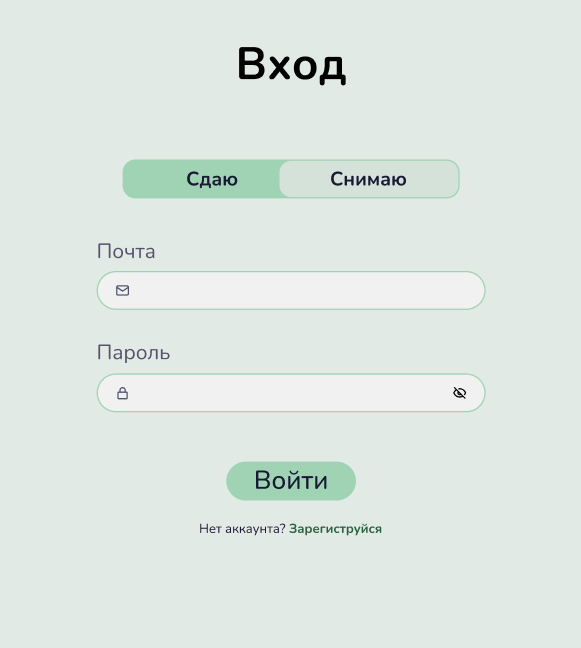 Вход
Сдаю Снимаю
Почта
Пароль
Войти
Нет аккаунта? Зарегиструйся